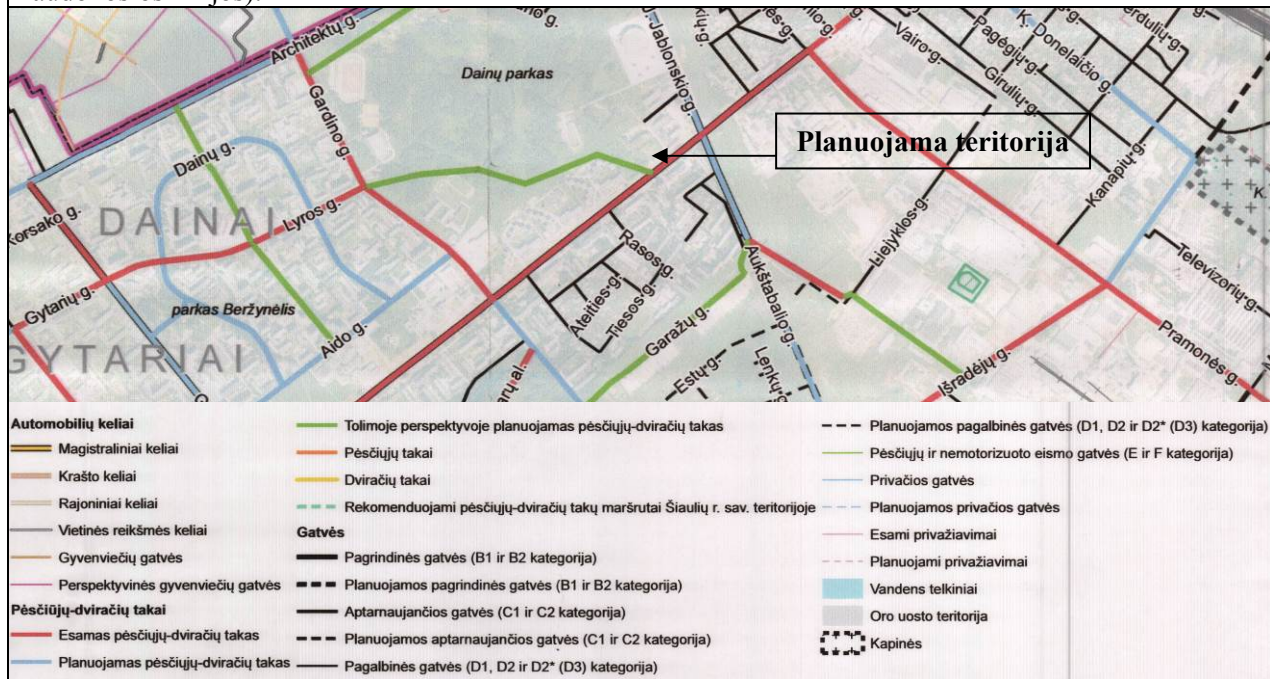 Architektų g.
Gardino g.
Dainų parkas
Jablonskio g.
Vairo g.
Pagėgių g.
Girulių g.
K. Donelaičio g.
Planuojama teritorija
Kanapių g.
Dainų g.
DAINAI
Lyros g.
Korsako g.
Gytarių g.
parkas Beržynėlis
GYTARIAI
Aido g.
Rasos g.
Ateities g.
Tiesos g.
Garažų g.
Aukštabalio g.
Liejyklos g.
Estų g.
Lenkų g.
Išradėjų g.
Pramonės g.
Televizorių g.
K.
Automobilių keliai
Magistraliniai keliai
Krašto keliai
Rajoniniai keliai
Vietinės reikšmės keliai
Gyvenviečių gatvės
Perspektyvinės gyvenviečių gatvės
Pėsčiūjų-dviračių takai
Esamas pėsčiųjų-dviračių takas
Planuojamas pėsčiųjų-dviračių takas
Tolimoje perspektyvoje planuojamas pėsčiųjų-dviračių takas
Pėsčiųjų takai
Dviračių takai
Rekomenduojami pėsčiųjų-dviračių takų maršrutai Šiaulių r. sav. teritorijoje
Gatvės
Pagrindinės gatvės (B1 ir B2 kategorija)
Planuojamos pagrindinės gatvės (B1 ir B2 kategorija)
Aptarnaujančios gatvės (C1 ir C2 kategorija)
Planuojamos aptarnaujančios gatvės (C1 ir C2 kategorija)
Pagalbinės gatvės (D1, D2 ir D2* (D3) kategorija)
Planuojamos pagalbinės gatvės (D1, D2 ir D2* (D3) kategorija)
Pėsčiųjų ir nemotorizuoto eismo gatvės (E ir F kategorija)
Privačios gatvės
Planuojamos privačios gatvės
Esami privažiavimai
Planuojami privažiavimai
Vandens telkiniai
Oro uosto teritorija
Kapinės